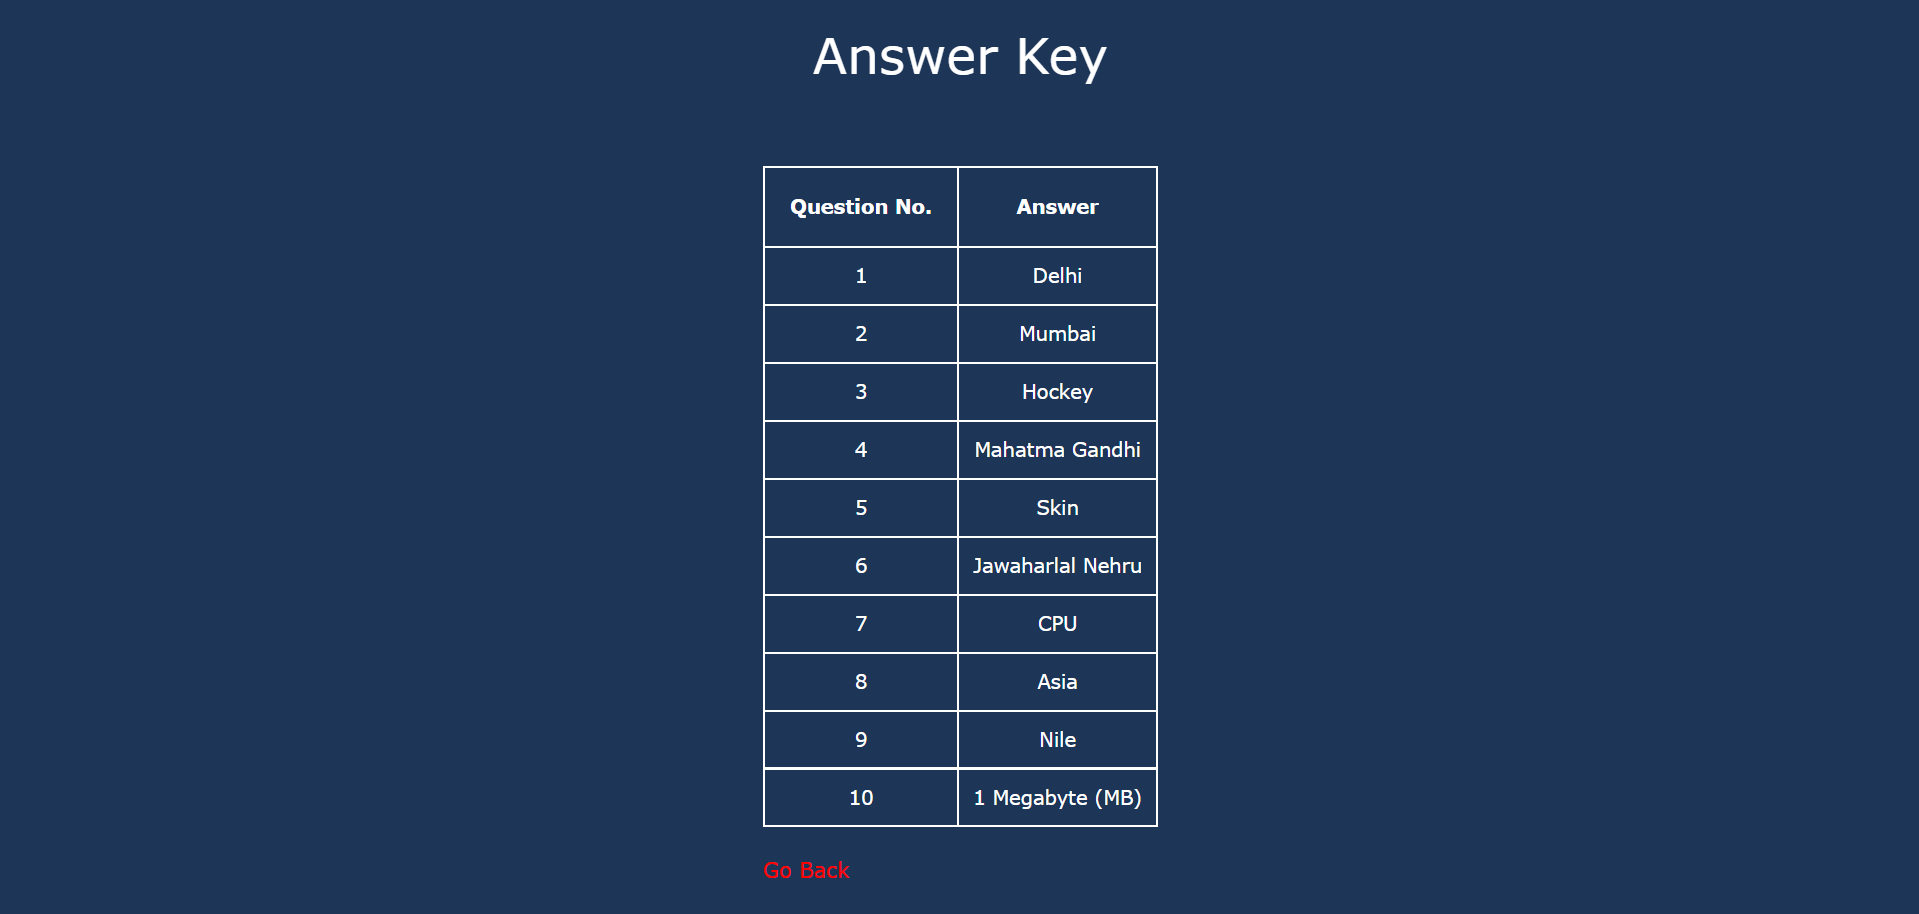 Answer Key
Question No. Answer
1 Delhi
2 Mumbai
3 Hockey
4 Mahatma Gandhi
5 Skin
6 Jawaharlal Nehru
7 CPU
8 Asia
9 Nile
10 1 Megabyte (MB)
Go Back